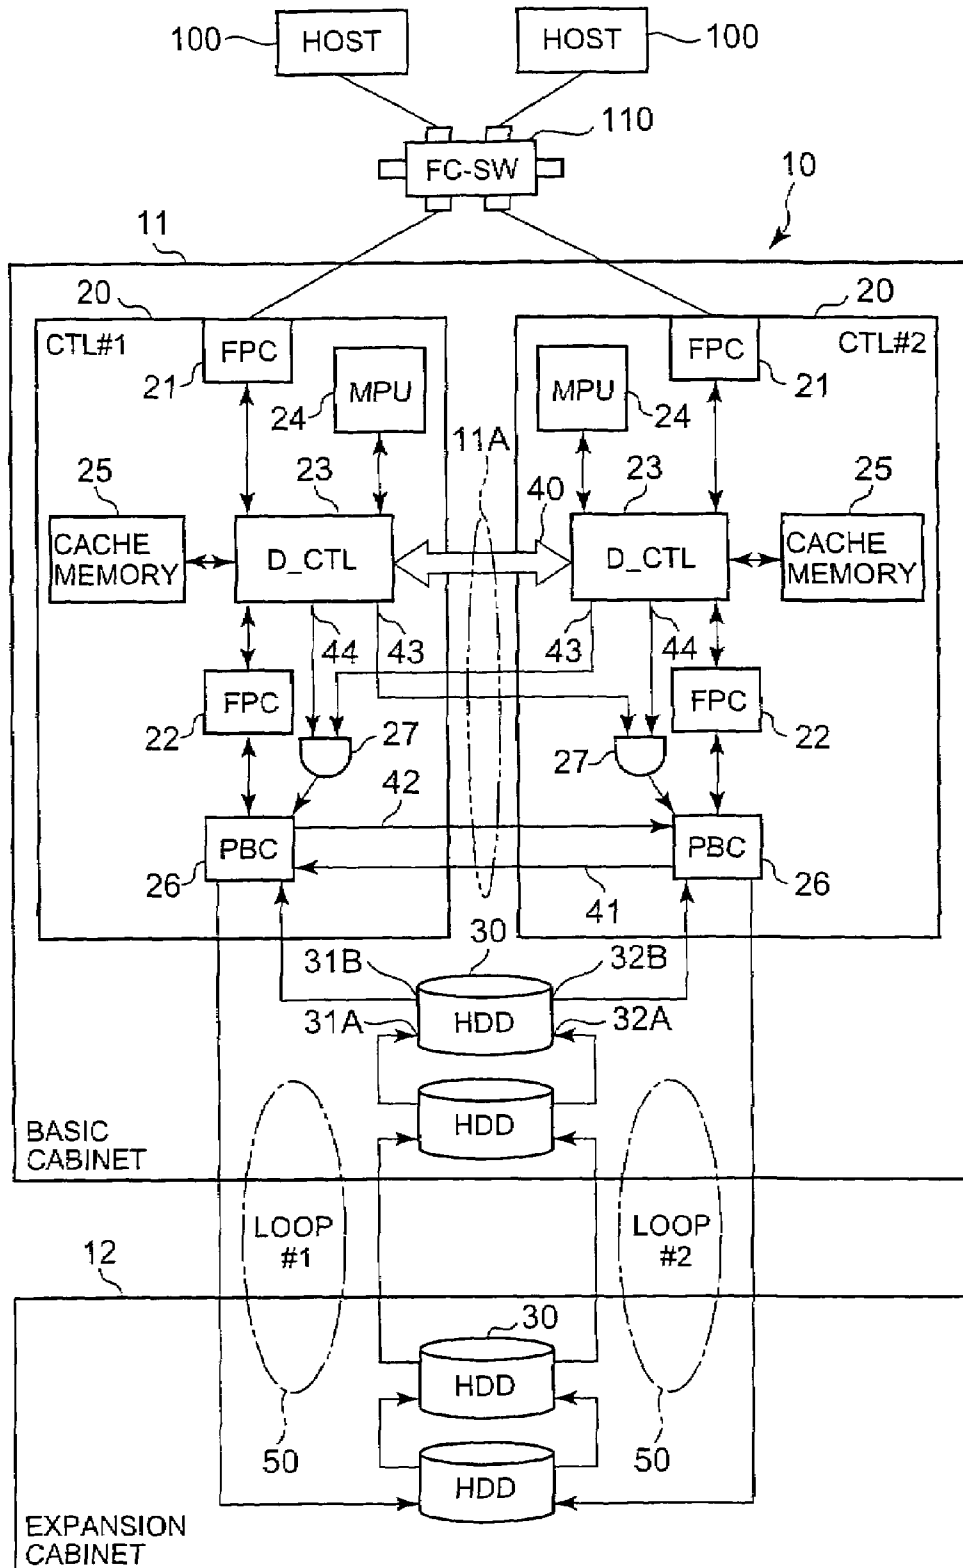 100
HOST
HOST
100
110
FC-SW
10
11
20
20
CTL#1
FPC
FPC
CTL#2
21
21
MPU
MPU
24
24
11A
25
23
40
23
25
CACHE
MEMORY
D_CTL
D_CTL
CACHE
MEMORY
44
43
43
44
FPC
FPC
22
27
27
22
42
PBC
PBC
26
41
26
30
31B
32B
31A
HDD
32A
HDD
BASIC
CABINET
LOOP
#1
LOOP
#2
12
30
HDD
50
50
HDD
EXPANSION
CABINET